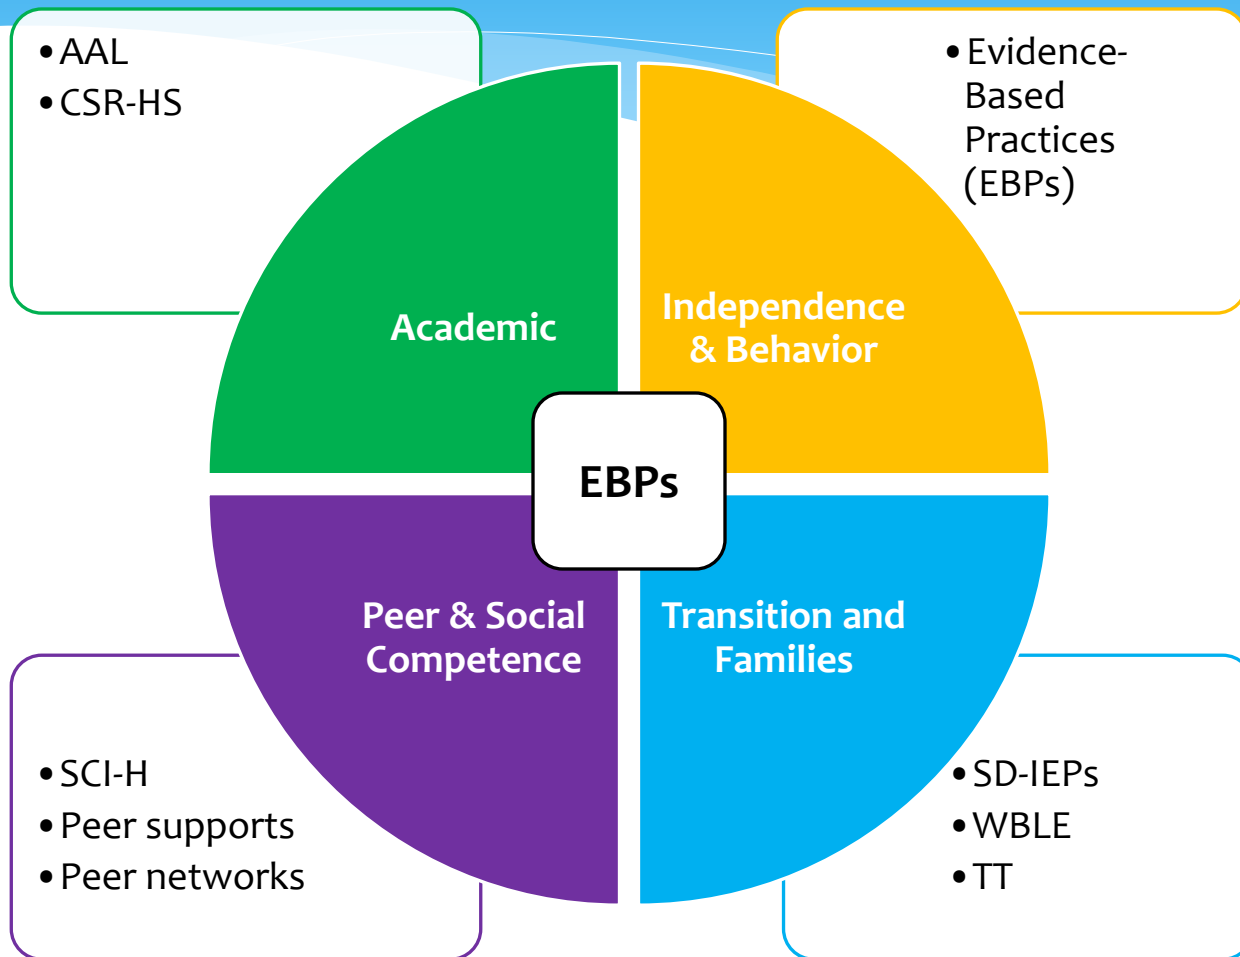 • AAL
• CSR-HS
• Evidence-
Based
Practices
(EBPs)
Academic
Independence
& Behavior
EBPs
Peer & Social
Competence
Transition and
Families
• SCI-H
• Peer supports
• Peer networks
• SD-IEPs
• WBLE
• TT